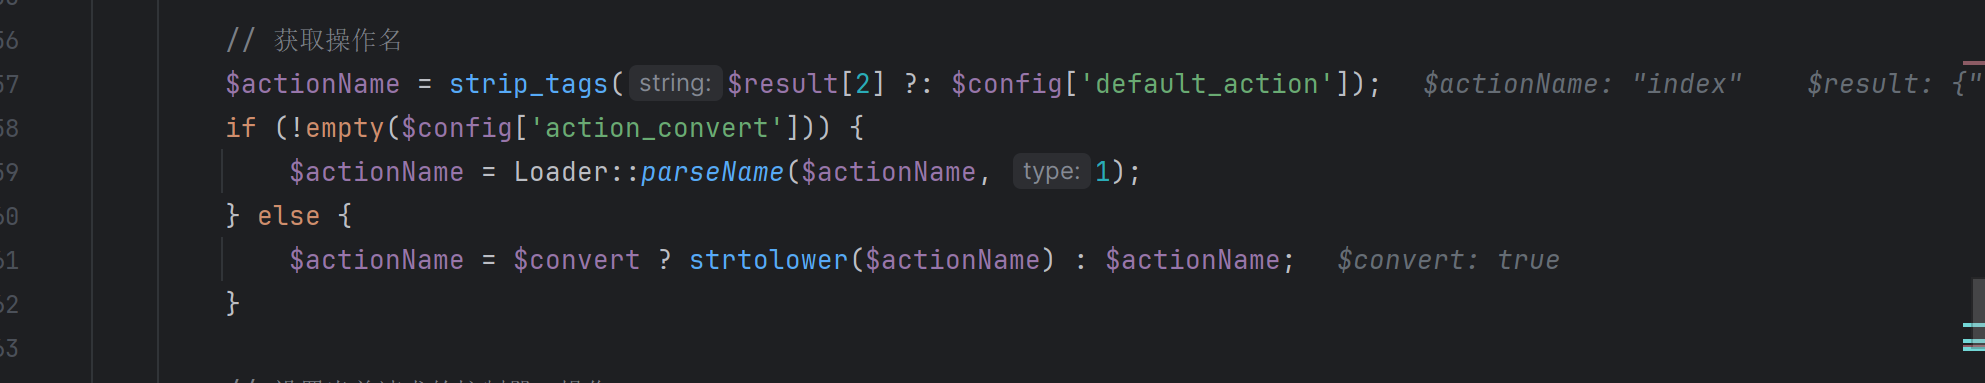 56 // 获取操作名
57 $actionName = strip_tags( string: $result[2] ?: $config['default_action']); $actionName: "index" $result: {"
58 if (!empty($config['action_convert'])) {
59 $actionName = Loader::parseName($actionName, type: 1);
60 } else {
61 $actionName = $convert ? strtolower($actionName) : $actionName; $convert: true
62 }
63